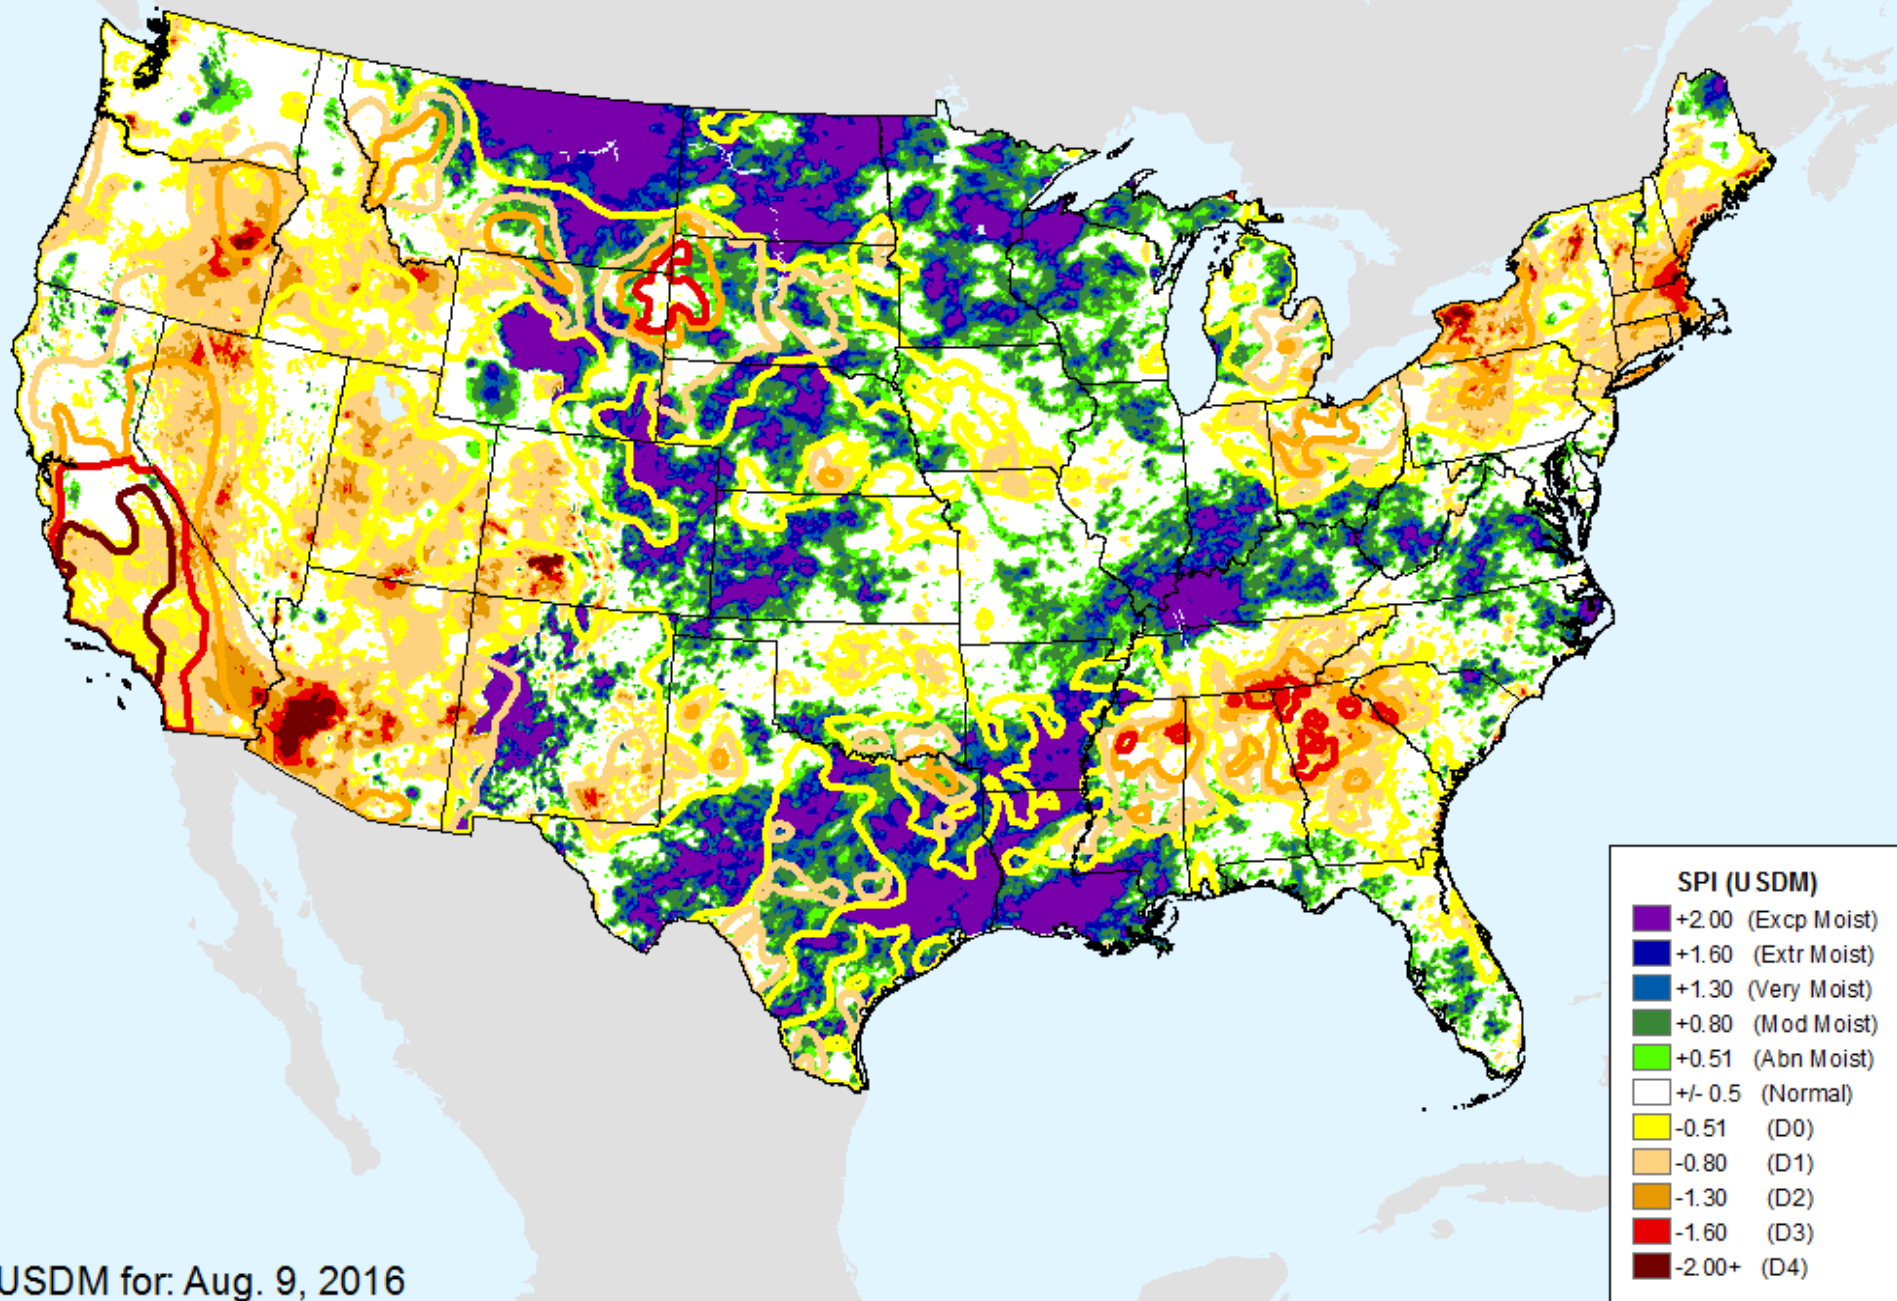 SPI (USDM)
+2.00 (Excp Moist)
+1.60 (Extr Moist)
+1.30 (Very Moist)
+0.80 (Mod Moist)
+0.51 (Abn Moist)
+/- 0.5 (Normal)
-0.51 (D0)
-0.80 (D1)
-1.30 (D2)
-1.60 (D3)
-2.00+ (D4)
USDM for: Aug. 9, 2016